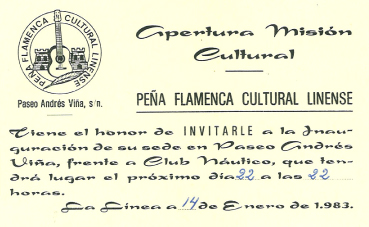 PEÑA FLAMENCA CULTURAL LINENSE
Paseo Andrés Viña, s/n.
Apertura Misión
Cultural
PEÑA FLAMENCA CULTURAL LINENSE
Tiene el honor de INVITARLE a la Inau-
guración de su sede en Paseo Andrés
Viña, frente a Club Náutico, que ten-
drá lugar el próximo día 22 a las 22
horas.
La Línea a 14 de Enero de 1.983.